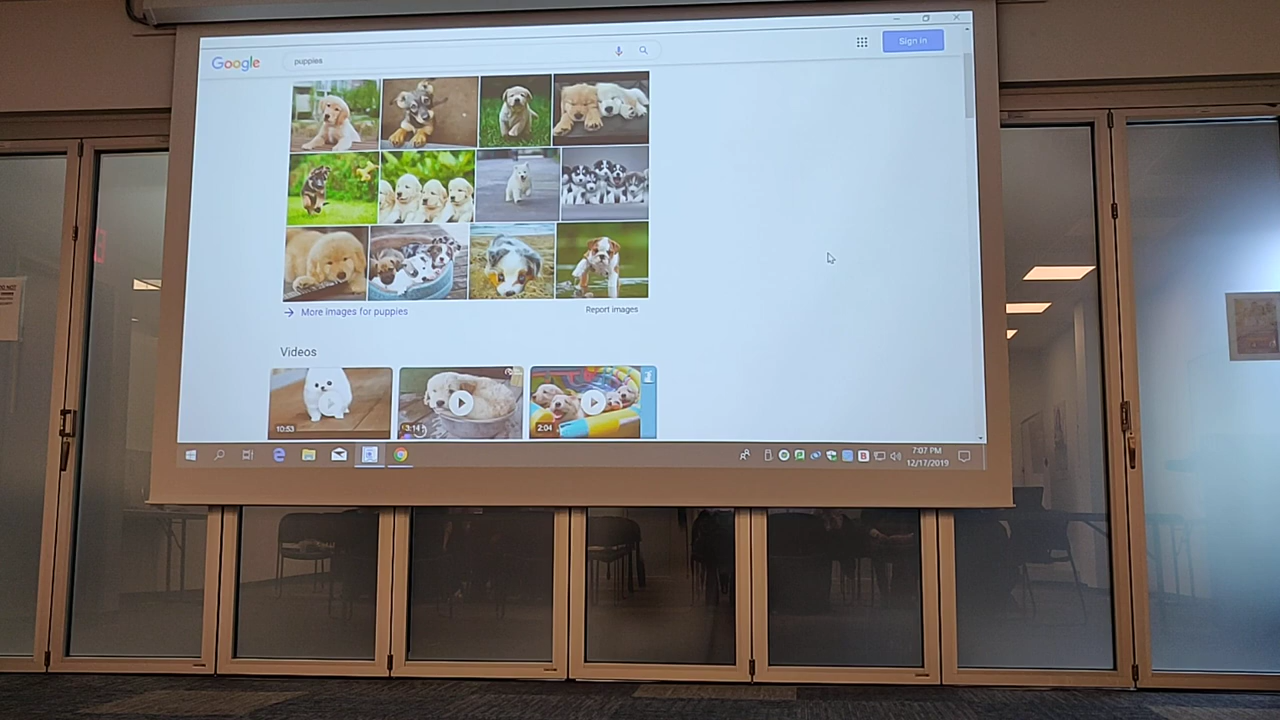 Google
puppies
Sign in
More images for puppies
Report images
Videos
10:53
3:14
2:04
7:07 PM
12/17/2019